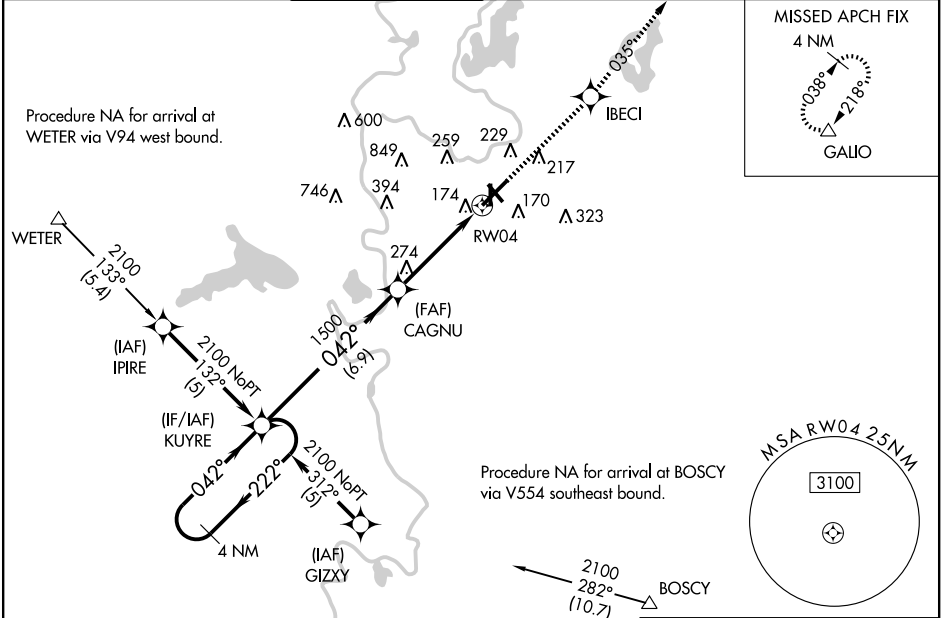 MISSED APCH FIX
4 NM
038°
218°
GALIO
035°
IBECI
Procedure NA for arrival at
WETER via V94 west bound.
600
849
259
229
217
746
394
174
170
323
RW04
WETER
2100
133°
(5.4)
274
(FAF)
CAGNU
1500
042°
(6.9)
(IAF)
IPIRE
2100 NoPT
132°
(5)
(IF/IAF)
KUYRE
042°
222°
4 NM
2100 NoPT
312°
(5)
(IAF)
GIZXY
Procedure NA for arrival at BOSCY
via V554 southeast bound.
2100
282°
(10.7)
BOSCY
MSA RW04 25NM
3100